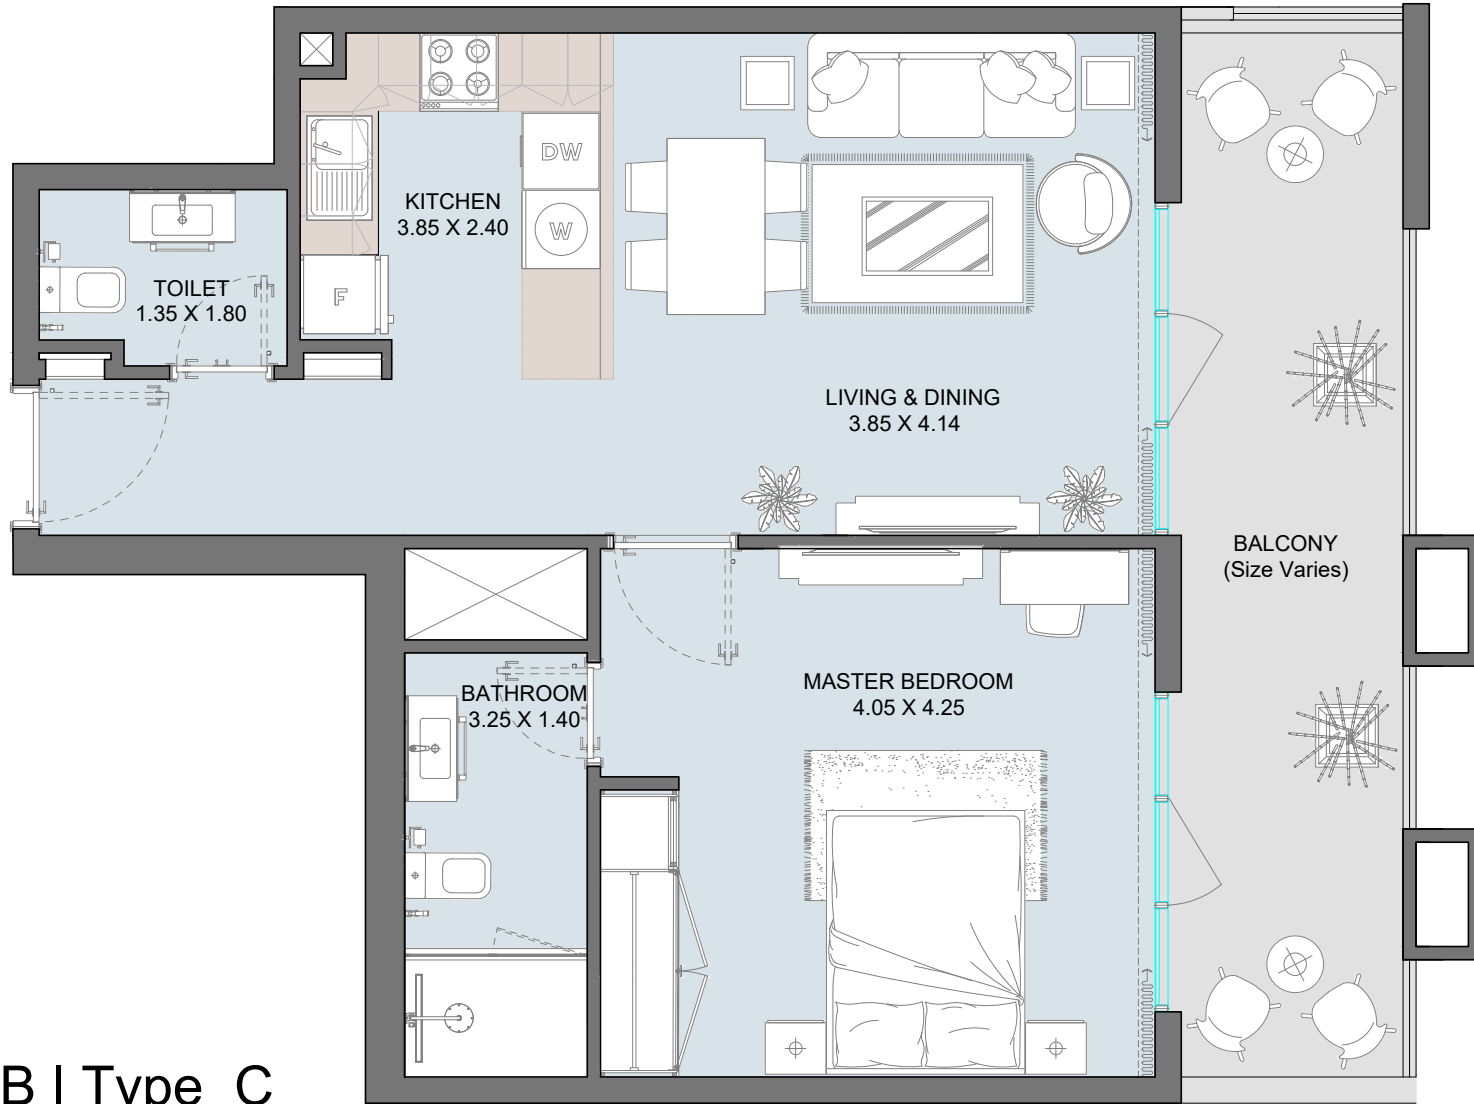 KITCHEN
3.85 X 2.40
DW
W
F
TOILET
1.35 X 1.80
LIVING & DINING
3.85 X 4.14
BALCONY
(Size Varies)
BATHROOM
3.25 X 1.40
MASTER BEDROOM
4.05 X 4.25
B | Type C